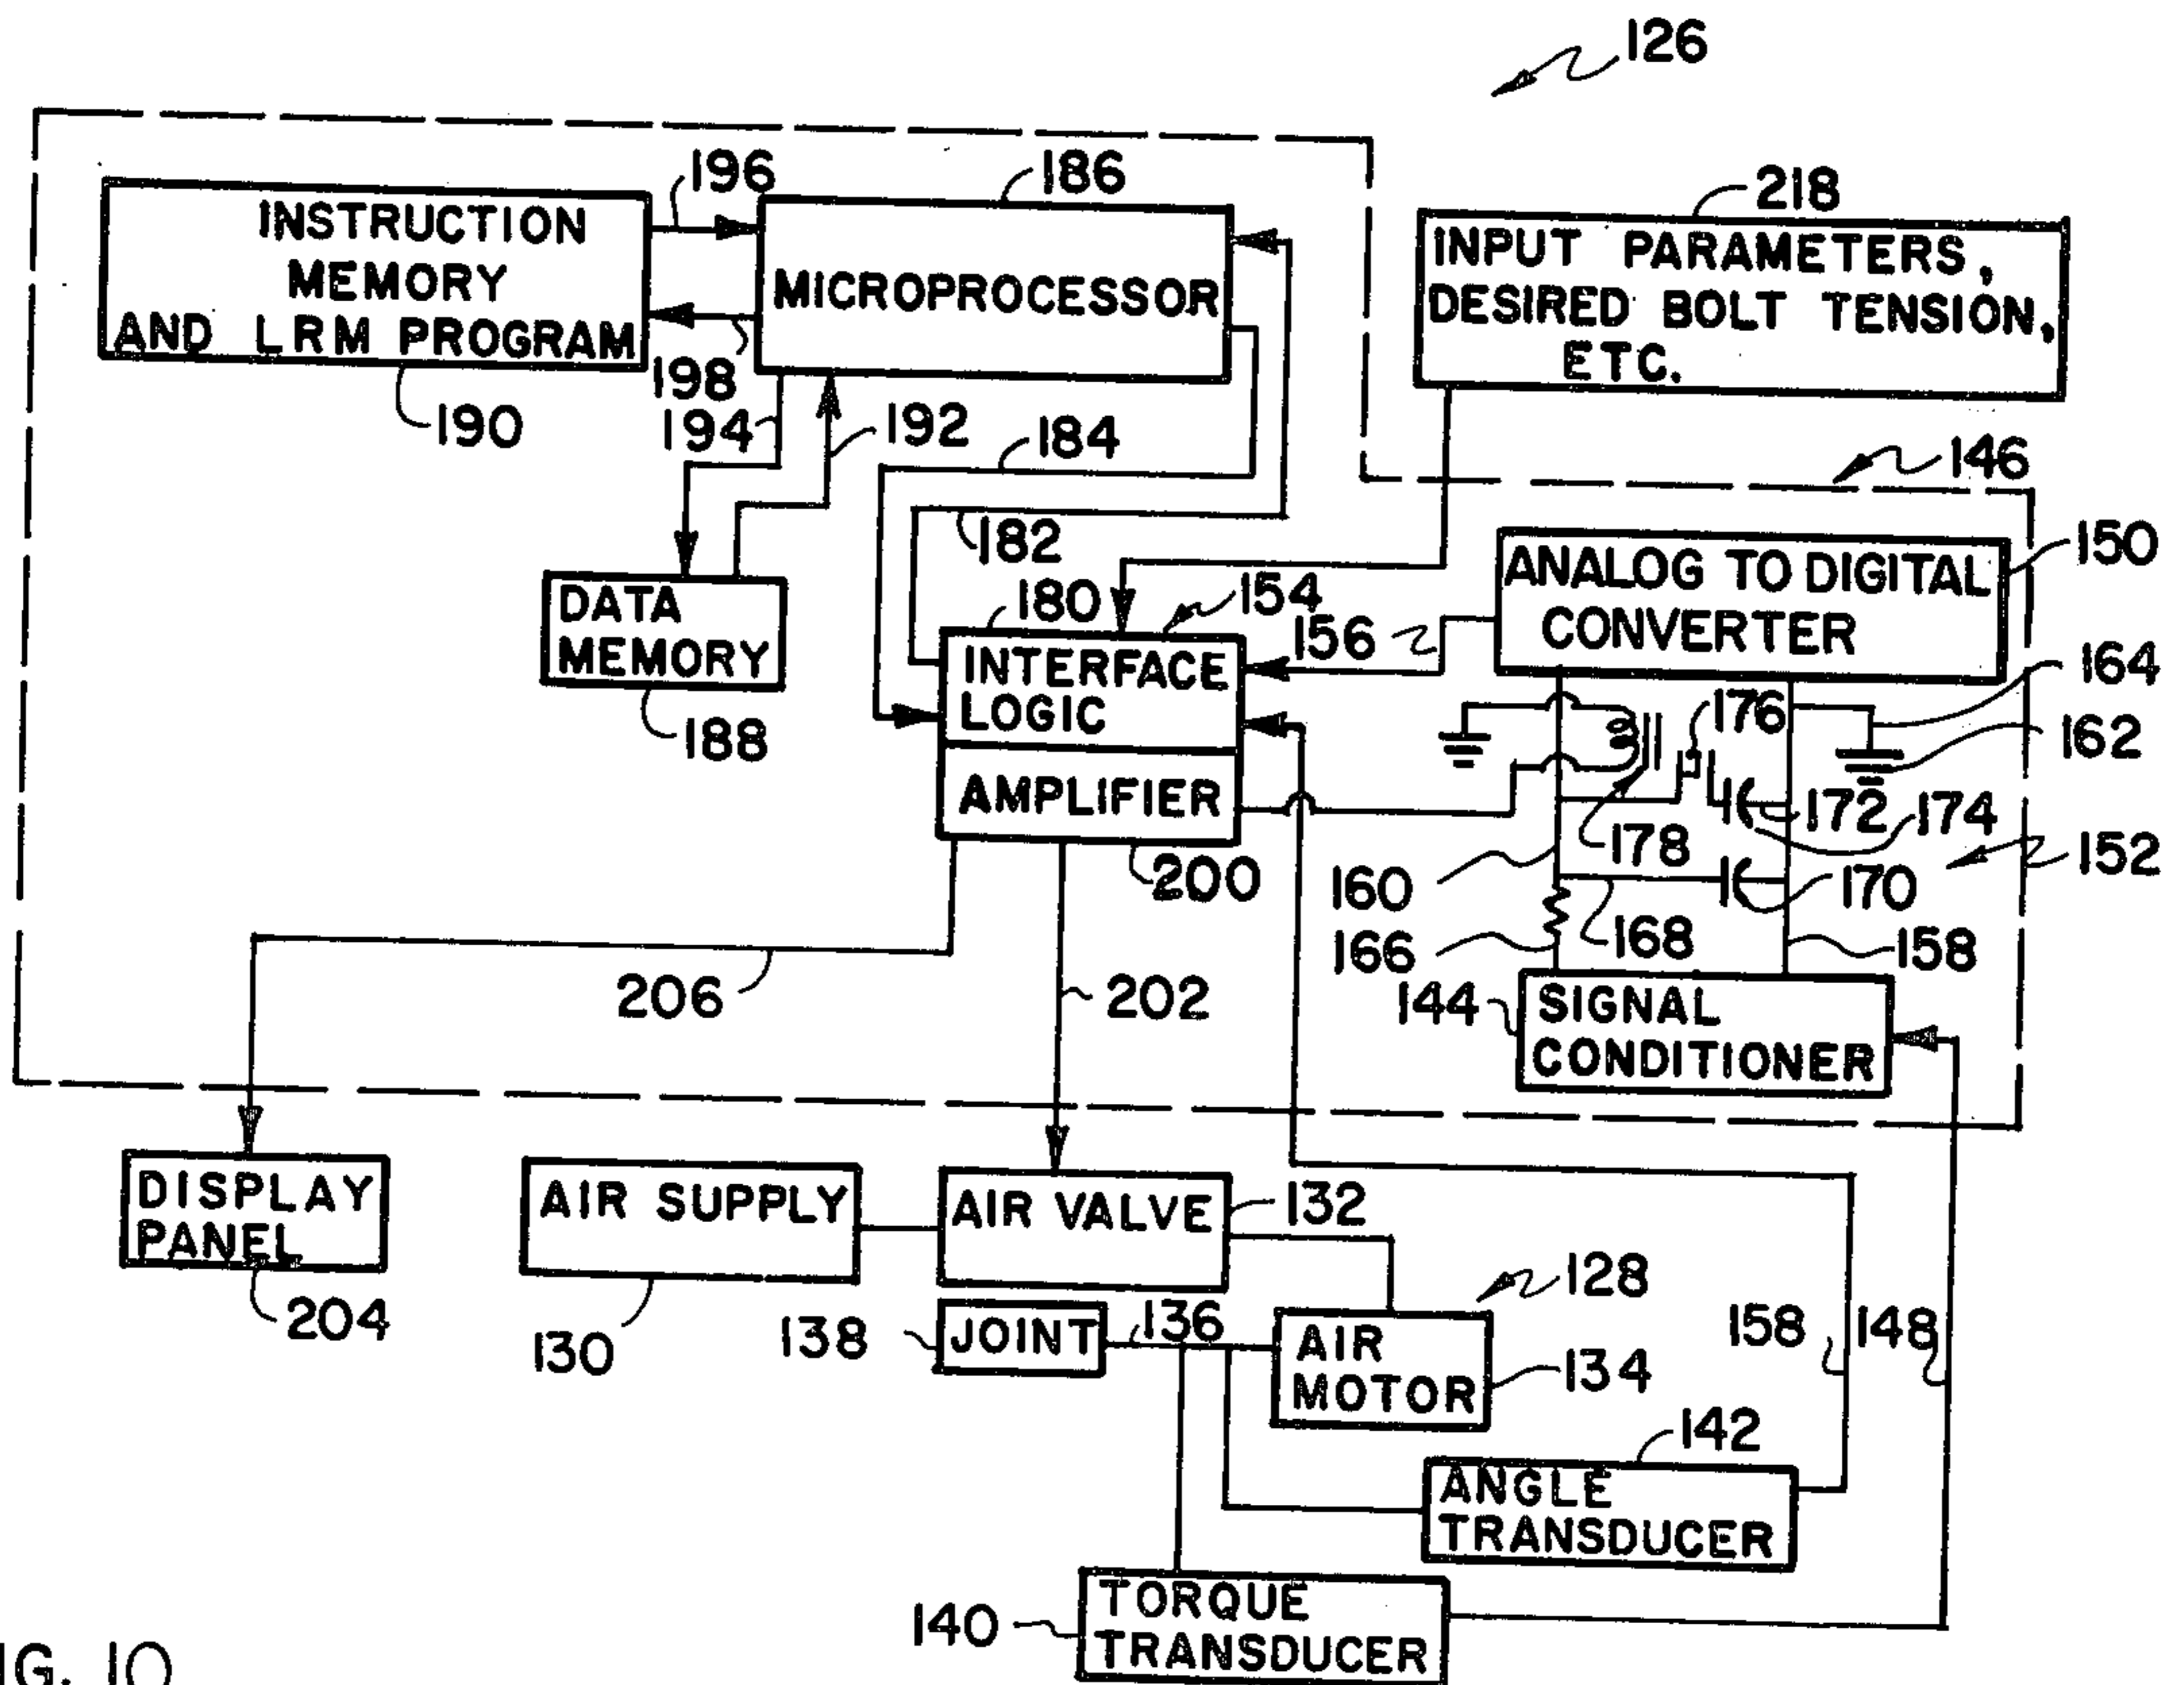 126
196
186
218
INSTRUCTION
MEMORY
AND LRM PROGRAM
MICROPROCESSOR
INPUT PARAMETERS,
DESIRED BOLT TENSION,
ETC.
198
190
194
192
184
146
182
150
ANALOG TO DIGITAL
CONVERTER
DATA
MEMORY
180
154
156
164
INTERFACE
LOGIC
188
176
162
AMPLIFIER
172
174
178
152
200
160
170
168
166
158
206
202
144
SIGNAL
CONDITIONER
DISPLAY
PANEL
AIR SUPPLY
AIR VALVE
132
128
204
130
138
JOINT
136
AIR
MOTOR
134
158
148
142
ANGLE
TRANSDUCER
140
TORQUE
TRANSDUCER
IG. 10